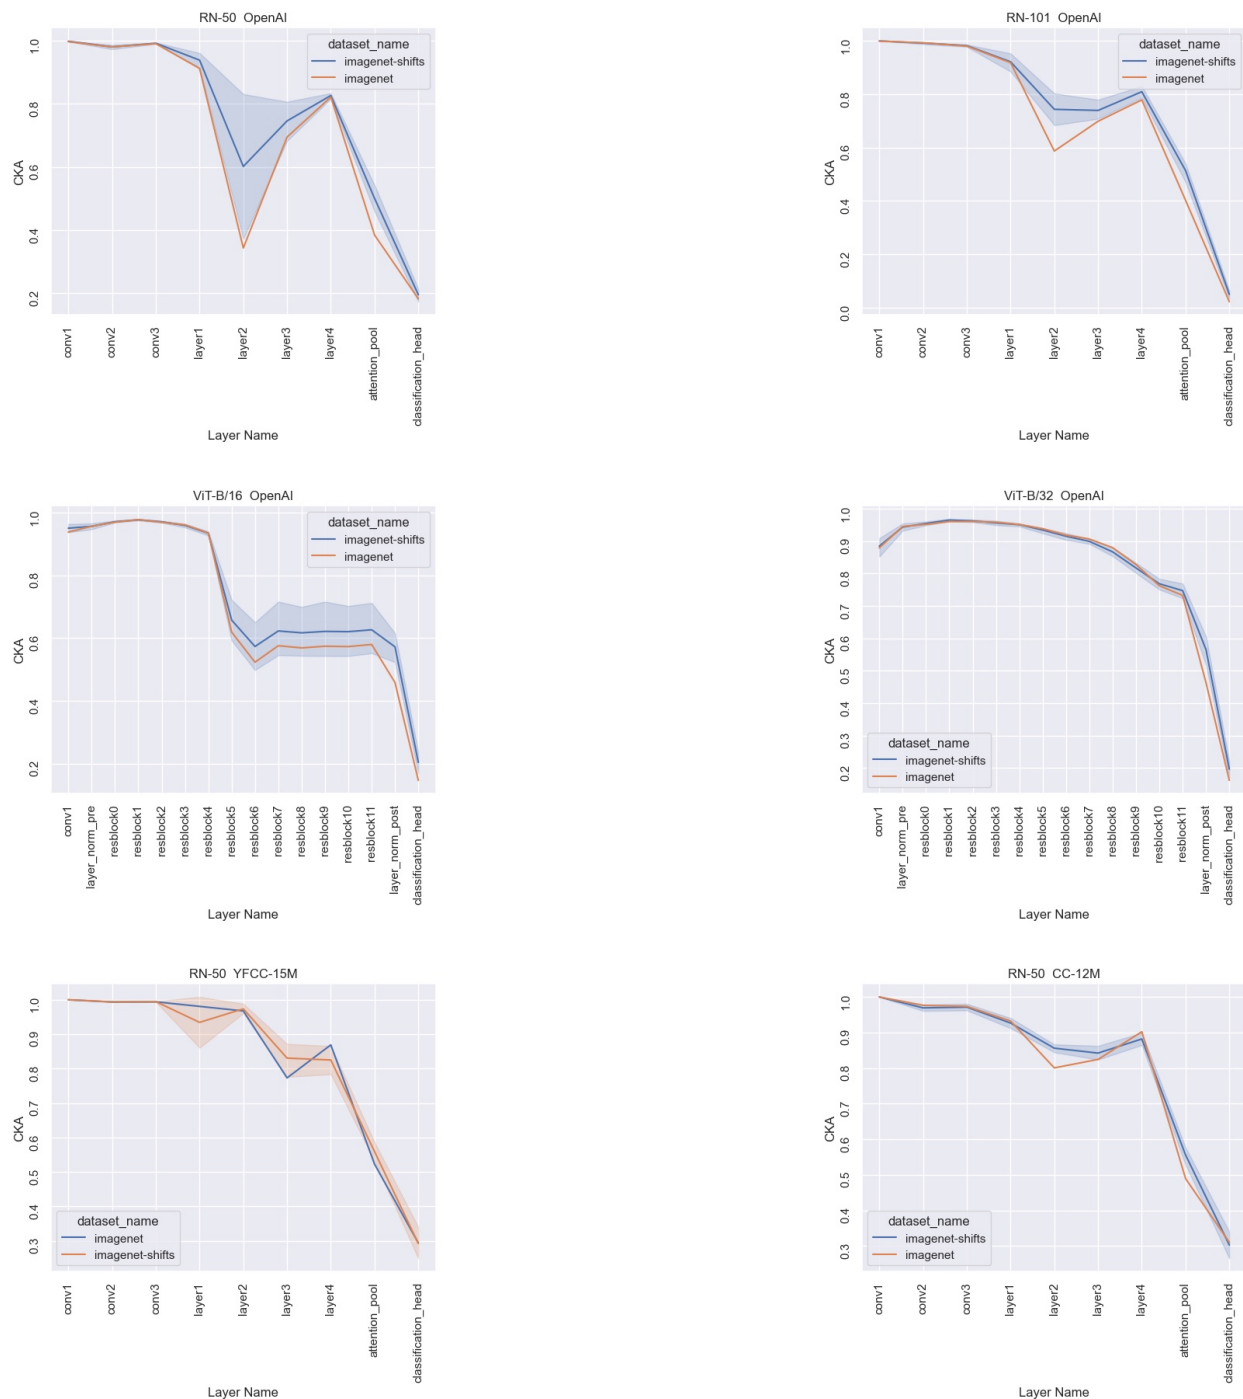 RN-50 OpenAI
CKA
1.0
0.8
0.6
0.4
0.2
dataset_name
imagenet-shifts
imagenet
conv1
conv2
conv3
layer1
layer2
layer3
layer4
attention_pool
classification_head
Layer Name
RN-101 OpenAI
CKA
1.0
0.8
0.6
0.4
0.2
0.0
dataset_name
imagenet-shifts
imagenet
conv1
conv2
conv3
layer1
layer2
layer3
layer4
attention_pool
classification_head
Layer Name
ViT-B/16 OpenAI
CKA
1.0
0.8
0.6
0.4
0.2
dataset_name
imagenet-shifts
imagenet
conv1
layer_norm_pre
resblock0
resblock1
resblock2
resblock3
resblock4
resblock5
resblock6
resblock7
resblock8
resblock9
resblock10
resblock11
layer_norm_post
classification_head
Layer Name
ViT-B/32 OpenAI
CKA
1.0
0.9
0.8
0.7
0.6
0.5
0.4
0.3
0.2
dataset_name
imagenet-shifts
imagenet
conv1
layer_norm_pre
resblock0
resblock1
resblock2
resblock3
resblock4
resblock5
resblock6
resblock7
resblock8
resblock9
resblock10
resblock11
layer_norm_post
classification_head
Layer Name
RN-50 YFCC-15M
CKA
1.0
0.9
0.8
0.7
0.6
0.5
0.4
0.3
dataset_name
imagenet
imagenet-shifts
conv1
conv2
conv3
layer1
layer2
layer3
layer4
attention_pool
classification_head
Layer Name
RN-50 CC-12M
CKA
1.0
0.9
0.8
0.7
0.6
0.5
0.4
0.3
dataset_name
imagenet-shifts
imagenet
conv1
conv2
conv3
layer1
layer2
layer3
layer4
attention_pool
classification_head
Layer Name